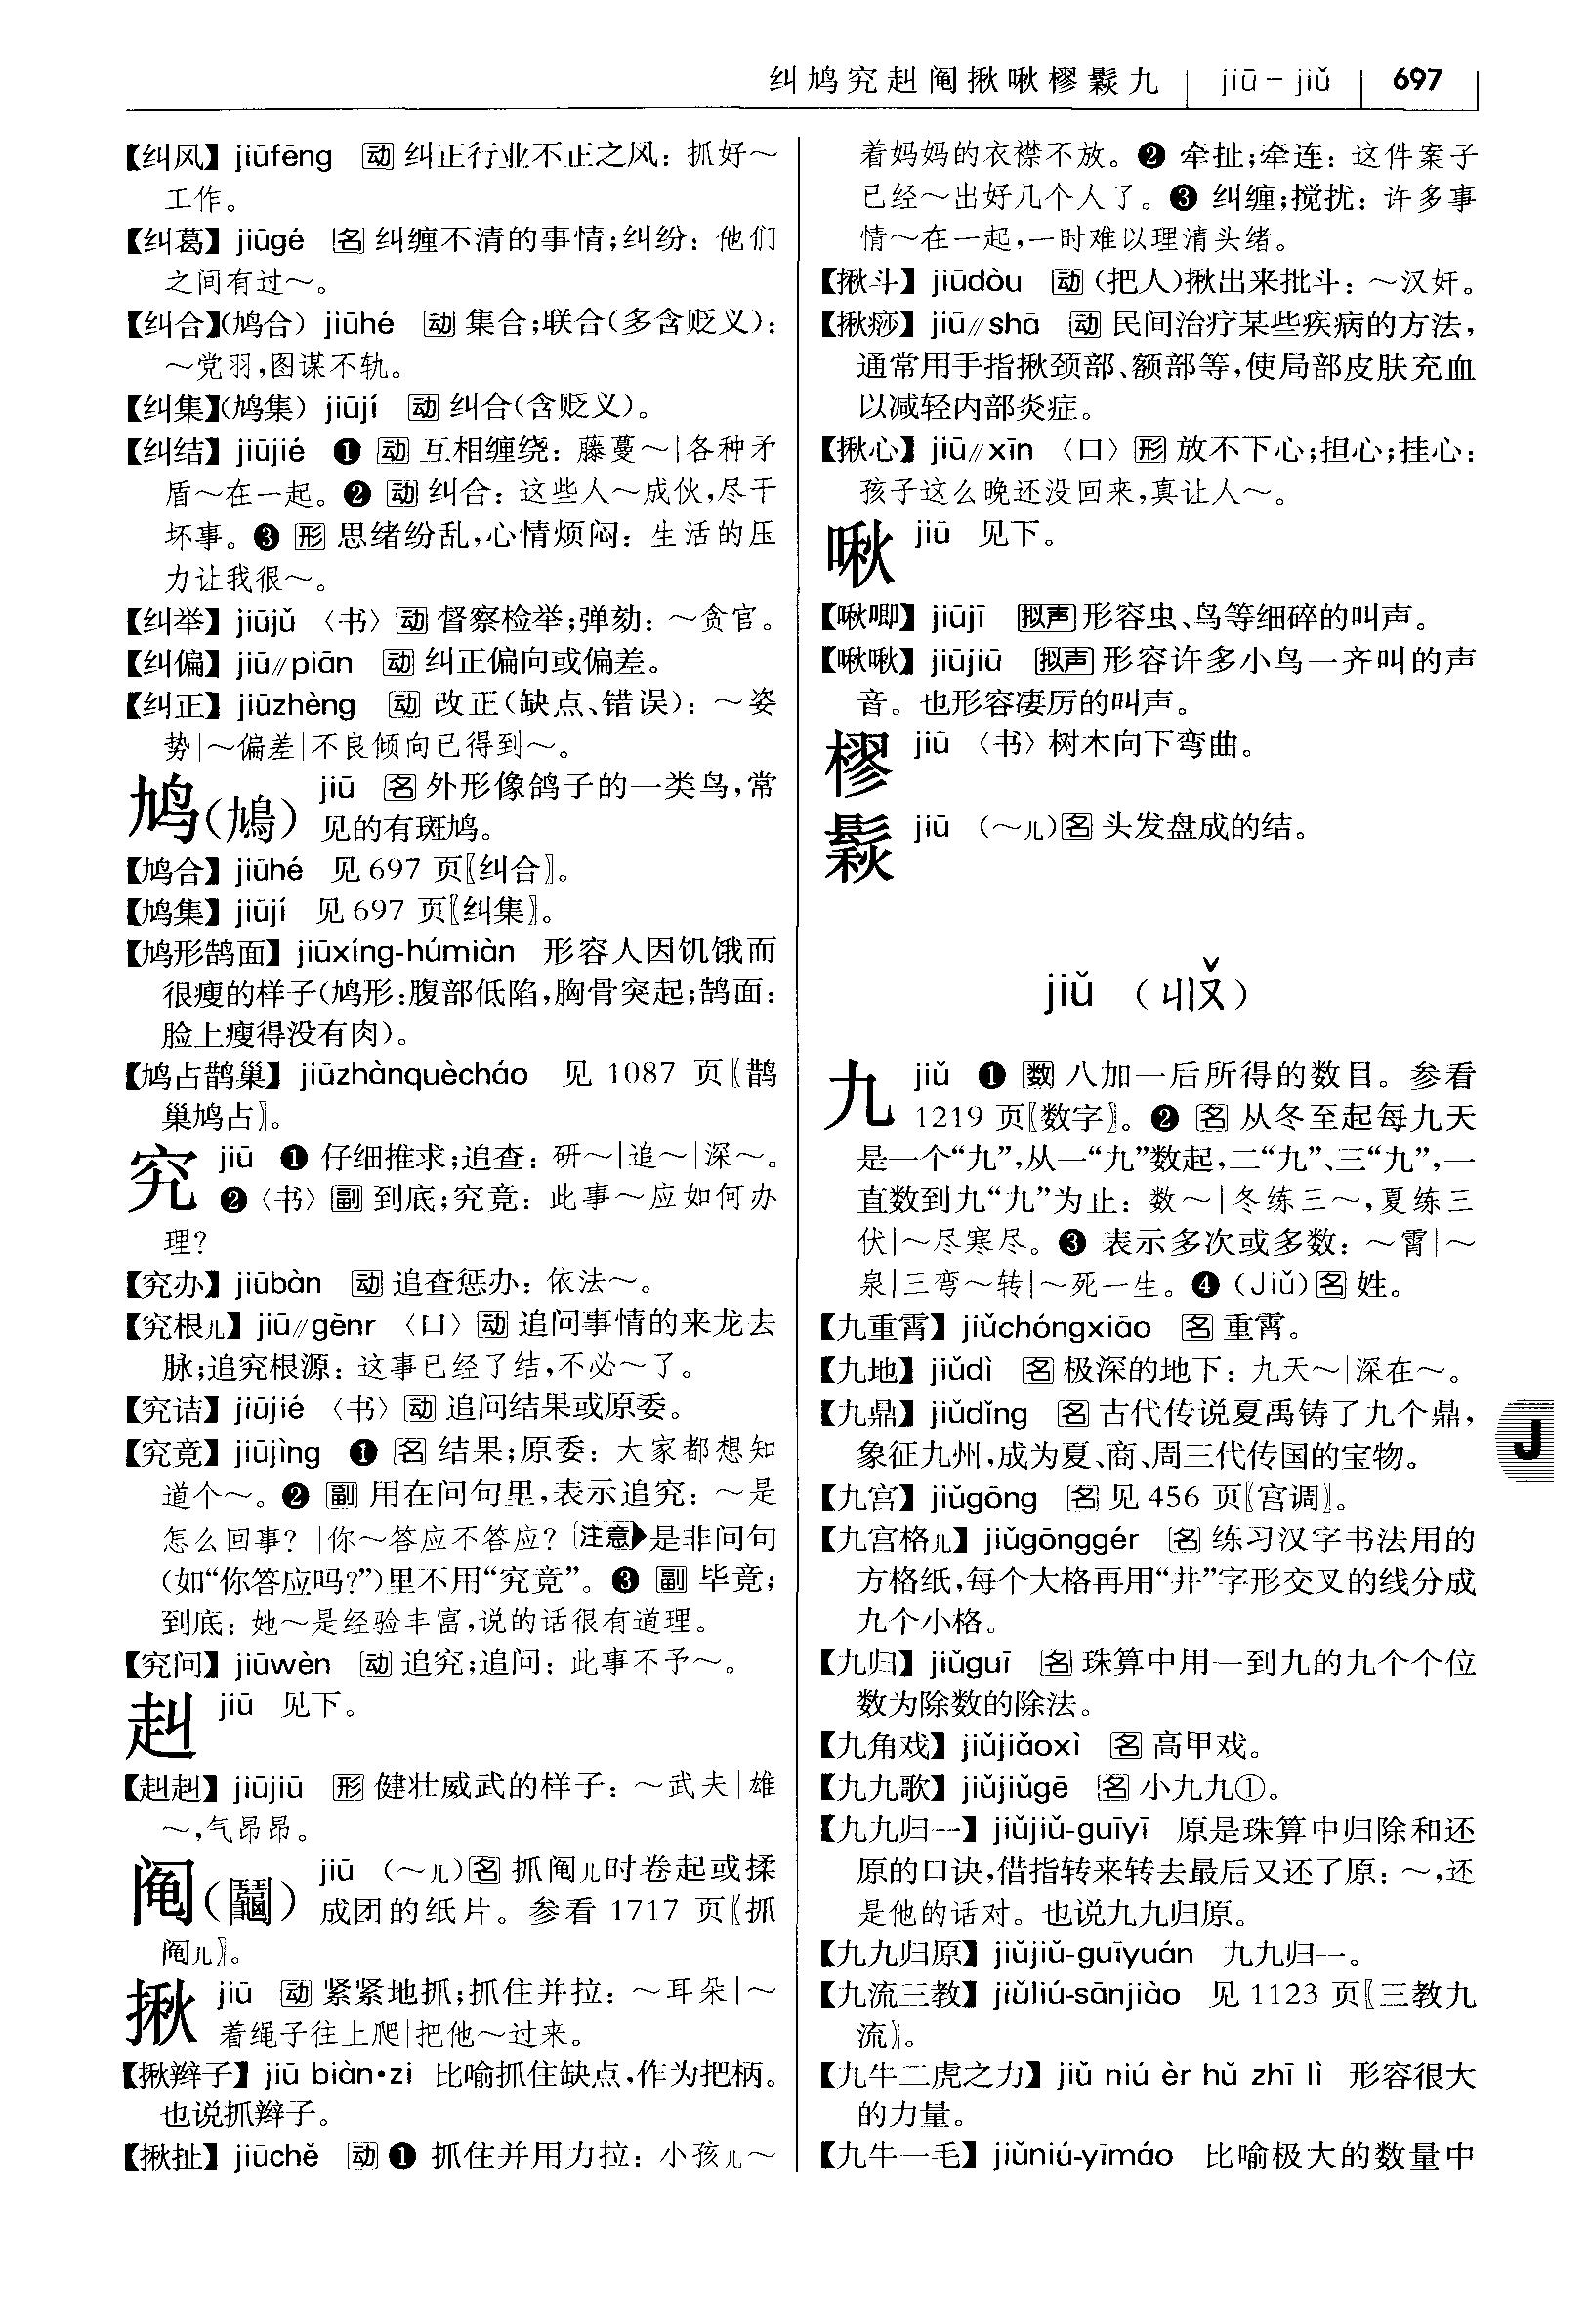 纠鸠究赳阄揪啾樛鬏九 | jiū－jiǔ | 697
【纠风】jiūfēng 动 纠正行业不正之风：抓好～
工作。
【纠葛】jiūgé 名 纠缠不清的事情；纠纷：他们
之间有过～。
【纠合】(鸠合) jiūhé 动 集合；联合（多含贬义）：
～党羽，图谋不轨。
【纠集】(鸠集) jiūjí 动 纠合（含贬义）。
【纠结】jiūjié ❶ 动 互相缠绕：藤蔓～|各种矛
盾～在一起。❷ 动 纠合：这些人～成伙，尽干
坏事。❸ 形 思绪纷乱，心情烦闷：生活的压
力让我很～。
【纠举】jiūjǔ 〈书〉动 督察检举；弹劾：～贪官。
【纠偏】jiū//piān 动 纠正偏向或偏差。
【纠正】jiūzhèng 动 改正（缺点、错误）：～姿
势|～偏差|不良倾向已得到～。
鸠(鳩) jiū 名 外形像鸽子的一类鸟，常
见的有斑鸠。
【鸠合】jiūhé 见 697 页〖纠合〗。
【鸠集】jiūjí 见 697 页〖纠集〗。
【鸠形鹄面】jiūxíng-húmiàn 形容人因饥饿而
很瘦的样子（鸠形：腹部低陷，胸骨突起；鹄面：
脸上瘦得没有肉）。
【鸠占鹊巢】jiūzhànquècháo 见 1087 页〖鹊
巢鸠占〗。
究 jiū ❶ 仔细推求；追查：研～|追～|深～。
❷〈书〉副 到底；究竟：此事～应如何办
理？
【究办】jiūbàn 动 追查惩办：依法～。
【究根儿】jiū//gēnr 〈口〉动 追问事情的来龙去
脉；追究根源：这事已经了结，不必～了。
【究诘】jiūjié 〈书〉动 追问结果或原委。
【究竟】jiūjìng ❶ 名 结果；原委：大家都想知
道个～。❷ 副 用在问句里，表示追究：～是
怎么回事？|你～答应不答应？注意▶是非问句
（如“你答应吗？”）里不用“究竟”。❸ 副 毕竟；
到底：她～是经验丰富，说的话很有道理。
【究问】jiūwèn 动 追究；追问：此事不予～。
赳 jiū 见下。
【赳赳】jiūjiū 形 健壮威武的样子：～武夫|雄
～，气昂昂。
阄(鬮) jiū （～儿）名 抓阄儿时卷起或揉
成团的纸片。参看 1717 页〖抓
阄儿〗。
揪 jiū 动 紧紧地抓；抓住并拉：～耳朵|～
着绳子往上爬|把他～过来。
【揪辫子】jiū biàn•zi 比喻抓住缺点，作为把柄。
也说抓辫子。
【揪扯】jiūchě 动 ❶ 抓住并用力拉：小孩儿～
着妈妈的衣襟不放。❷ 牵扯；牵连：这件案子
已经～出好几个人了。❸ 纠缠；搅扰：许多事
情～在一起，一时难以理清头绪。
【揪斗】jiūdòu 动（把人）揪出来批斗：～汉奸。
【揪痧】jiū//shā 动 民间治疗某些疾病的方法，
通常用手指揪颈部、额部等，使局部皮肤充血
以减轻内部炎症。
【揪心】jiū//xīn 〈口〉形 放不下心；担心；挂心：
孩子这么晚还没回来，真让人～。
啾 jiū 见下。
【啾唧】jiūjī 拟声 形容虫、鸟等细碎的叫声。
【啾啾】jiūjiū 拟声 形容许多小鸟一齐叫的声
音。也形容凄厉的叫声。
樛 jiū 〈书〉树木向下弯曲。
鬏 jiū （～儿）名 头发盘成的结。
jiǔ （ㄐㄧㄡˇ）
九 jiǔ ❶ 数 八加一后所得的数目。参看
1219 页〖数字〗。❷ 名 从冬至起每九天
是一个“九”，从一“九”数起，二“九”、三“九”，一
直数到九“九”为止：数～|冬练三～，夏练三
伏|～尽寒尽。❸ 表示多次或多数：～霄|～
泉|三弯～转|～死一生。❹（Jiǔ）名 姓。
【九重霄】jiǔchóngxiāo 名 重霄。
【九地】jiǔdì 名 极深的地下：九天～|深在～。
【九鼎】jiǔdǐng 名 古代传说夏禹铸了九个鼎，
象征九州，成为夏、商、周三代传国的宝物。
【九宫】jiǔgōng 名 见 456 页〖宫调〗。
【九宫格儿】jiǔgōnggér 名 练习汉字书法用的
方格纸，每个大格再用“井”字形交叉的线分成
九个小格。
【九归】jiǔguī 名 珠算中用一到九的九个个位
数为除数的除法。
【九角戏】jiǔjiǎoxì 名 高甲戏。
【九九歌】jiǔjiǔgē 名 小九九①。
【九九归一】jiǔjiǔ-guīyī 原是珠算中归除和还
原的口诀，借指转来转去最后又还了原：～，还
是他的话对。也说九九归原。
【九九归原】jiǔjiǔ-guīyuán 九九归一。
【九流三教】jiǔliú-sānjiào 见 1123 页〖三教九
流〗。
【九牛二虎之力】jiǔ niú èr hǔ zhī lì 形容很大
的力量。
【九牛一毛】jiǔniú-yīmáo 比喻极大的数量中
J